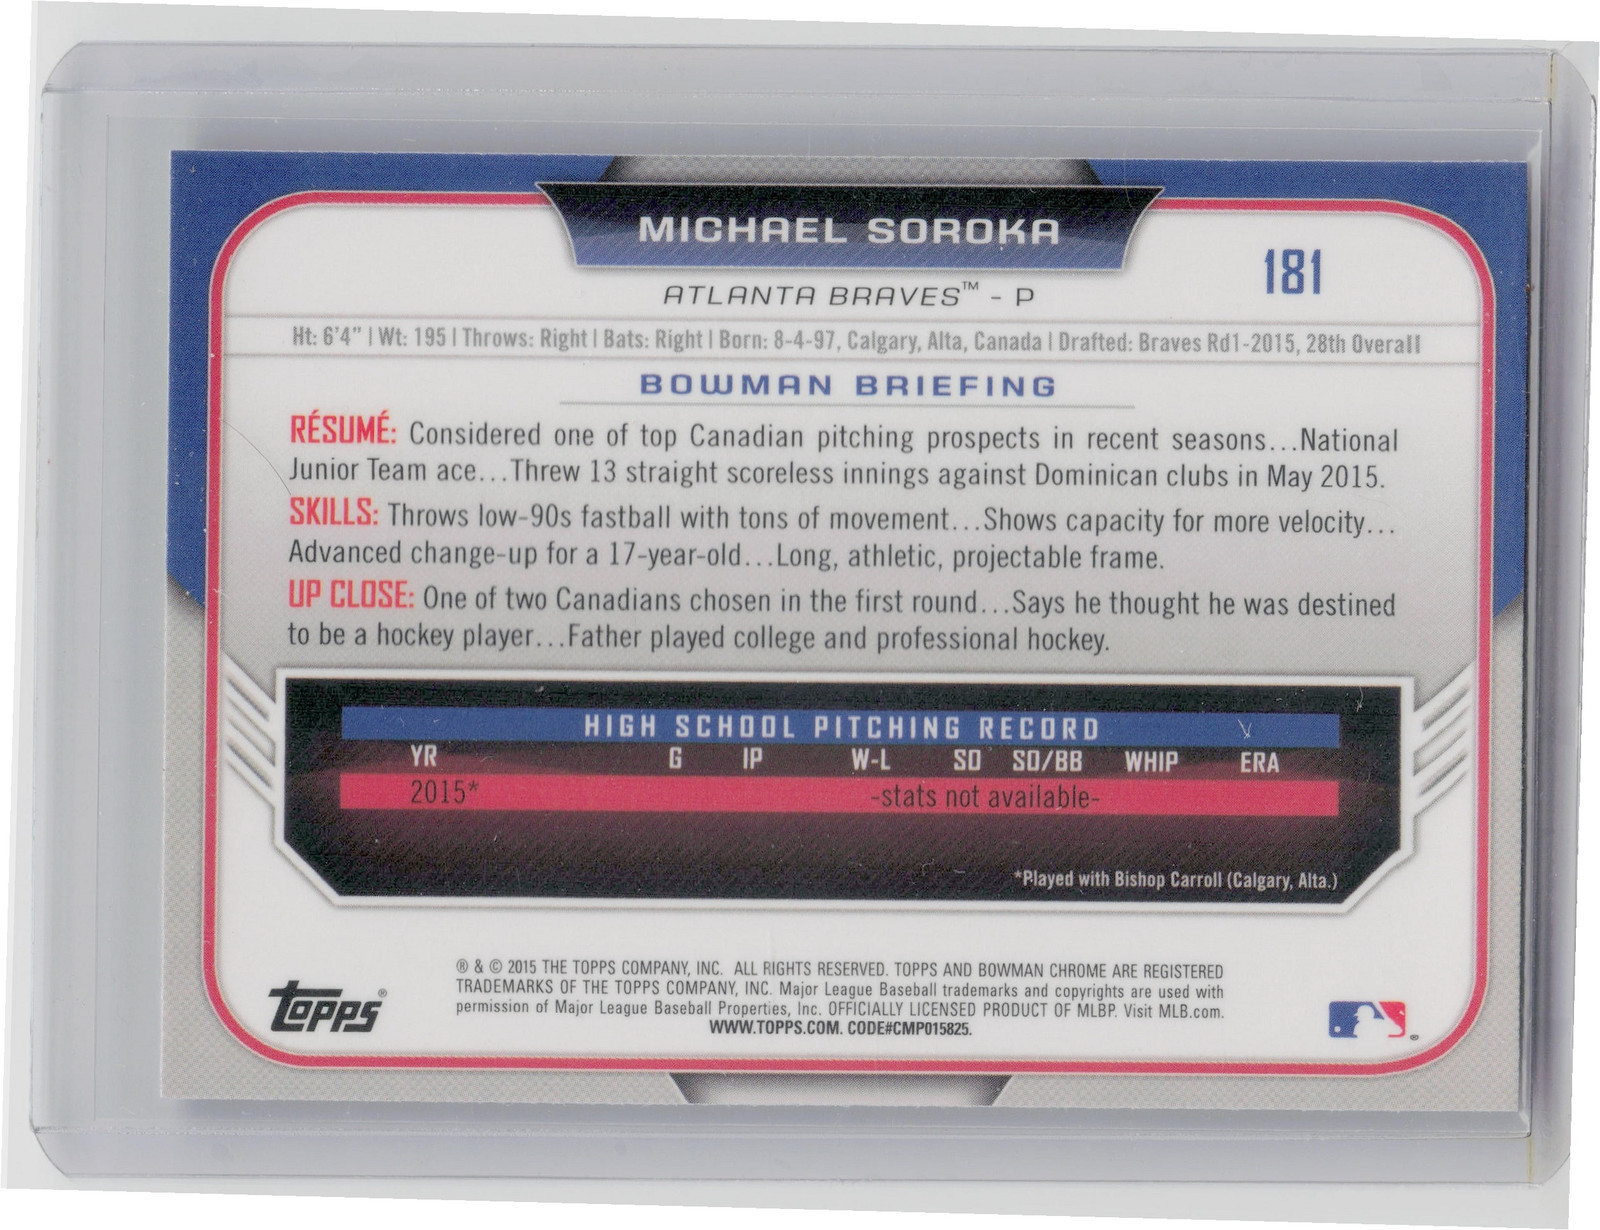 MICHAEL SOROKA
181
ATLANTA BRAVES™ - P
Ht: 6'4" | Wt: 195 | Throws: Right | Bats: Right | Born: 8-4-97, Calgary, Alta, Canada | Drafted: Braves Rd1-2015, 28th Overall
BOWMAN BRIEFING
RÉSUMÉ: Considered one of top Canadian pitching prospects in recent seasons...National
Junior Team ace...Threw 13 straight scoreless innings against Dominican clubs in May 2015.
SKILLS: Throws low-90s fastball with tons of movement...Shows capacity for more velocity...
Advanced change-up for a 17-year-old...Long, athletic, projectable frame.
UP CLOSE: One of two Canadians chosen in the first round...Says he thought he was destined
to be a hockey player...Father played college and professional hockey.
HIGH SCHOOL PITCHING RECORD
YR G IP W-L SO SO/BB WHIP ERA
2015* -stats not available-
*Played with Bishop Carroll (Calgary, Alta.)
® & © 2015 THE TOPPS COMPANY, INC. ALL RIGHTS RESERVED. TOPPS AND BOWMAN CHROME ARE REGISTERED
TRADEMARKS OF THE TOPPS COMPANY, INC. Major League Baseball trademarks and copyrights are used with
permission of Major League Baseball Properties, Inc. OFFICIALLY LICENSED PRODUCT OF MLBP. Visit MLB.com.
WWW.TOPPS.COM. CODE#CMP015825.
Topps®
®